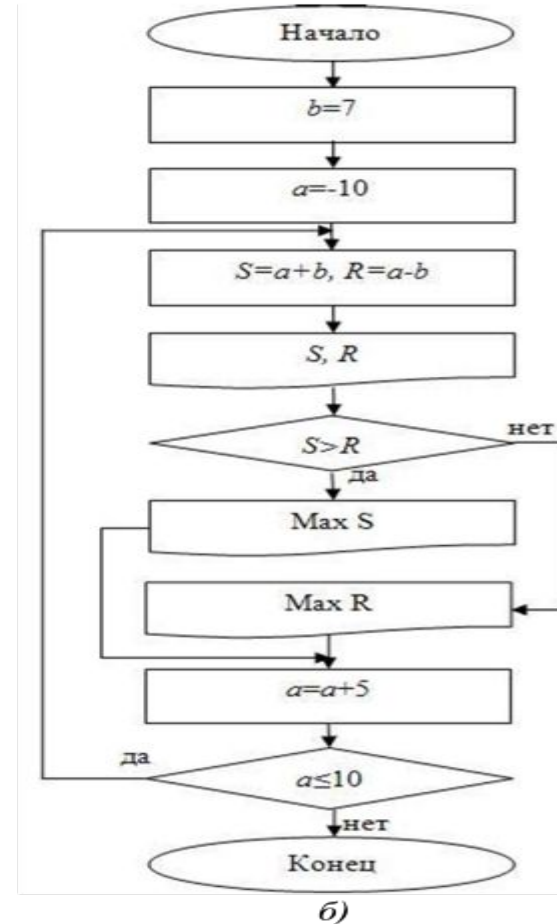 Начало
b=7
a=-10
S=a+b, R=a-b
S, R
S>R
нет
да
Max S
Max R
a=a+5
да
a≤10
нет
Конец
б)